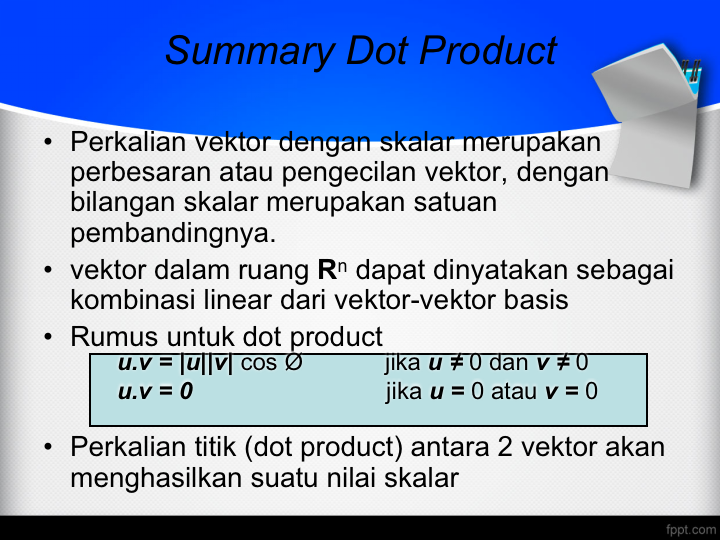 Summary Dot Product
• Perkalian vektor dengan skalar merupakan
perbesaran atau pengecilan vektor, dengan
bilangan skalar merupakan satuan
pembandingnya.
• vektor dalam ruang Rⁿ dapat dinyatakan sebagai
kombinasi linear dari vektor-vektor basis
• Rumus untuk dot product
u.v = |u||v| cos Ø jika u ≠ 0 dan v ≠ 0
u.v = 0 jika u = 0 atau v = 0
• Perkalian titik (dot product) antara 2 vektor akan
menghasilkan suatu nilai skalar
fppt.com